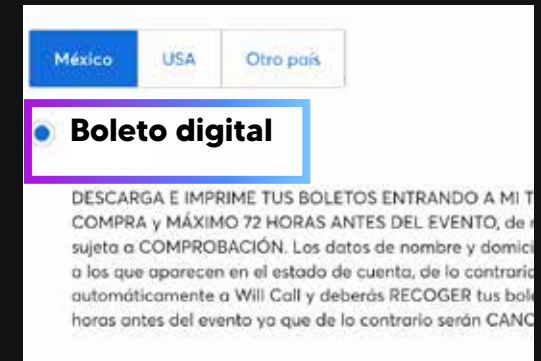 México USA Otro país
Boleto digital
DESCARGA E IMPRIME TUS BOLETOS ENTRANDO A MI T
COMPRA y MÁXIMO 72 HORAS ANTES DEL EVENTO, de
sujeta a COMPROBACIÓN. Los datos de nombre y domici
a los que aparecen en el estado de cuenta, de lo contrario
automáticamente a Will Call y deberás RECOGER tus bole
horas antes del evento ya que de lo contrario serán CANC